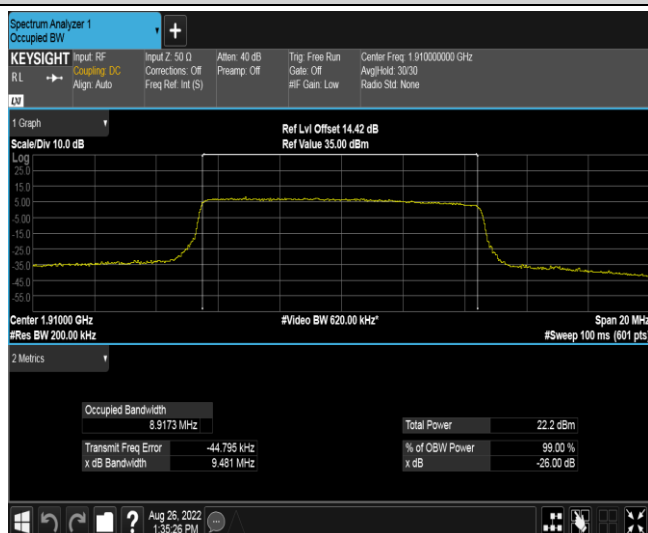 Spectrum Analyzer 1
Occupied BW
+
KEYSIGHT
R L
LXI
Input: RF
Coupling: DC
Align: Auto
Input Z: 50 Ω
Corrections: Off
Freq Ref: Int (S)
Atten: 40 dB
Preamp: Off
Trig: Free Run
Gate: Off
#IF Gain: Low
Center Freq: 1.910000000 GHz
Avg|Hold: 30/30
Radio Std: None
1 Graph
Scale/Div 10.0 dB
Ref Lvl Offset 14.42 dB
Ref Value 35.00 dBm
Log
25.0
15.0
5.00
-5.00
-15.0
-25.0
-35.0
-45.0
-55.0
Center 1.91000 GHz
#Res BW 200.00 kHz
#Video BW 620.00 kHz*
Span 20 MHz
#Sweep 100 ms (601 pts)
2 Metrics
Occupied Bandwidth
8.9173 MHz
Transmit Freq Error -44.795 kHz
x dB Bandwidth 9.481 MHz
Total Power 22.2 dBm
% of OBW Power 99.00 %
x dB -26.00 dB
?
Aug 26, 2022
1:35:26 PM